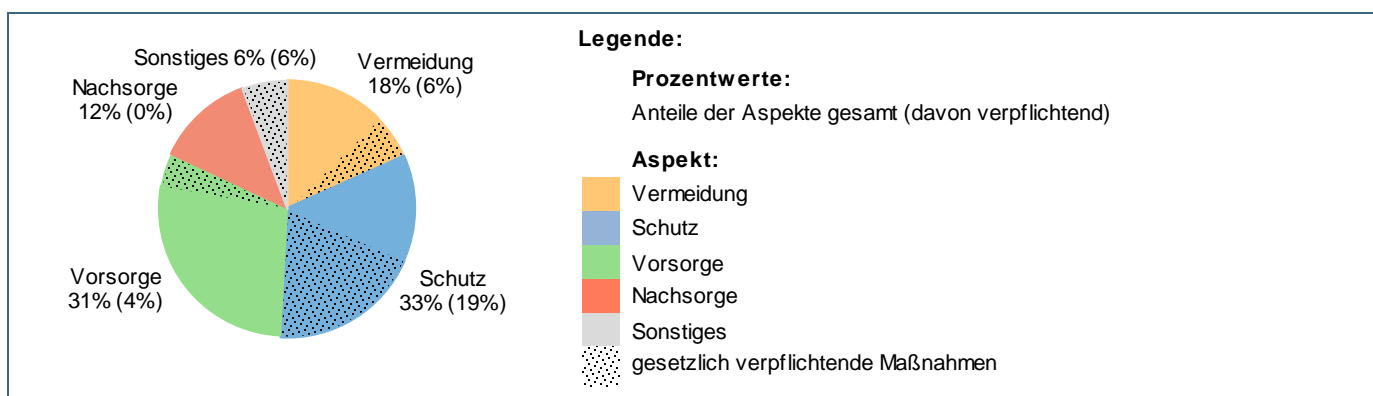 Sonstiges 6% (6%)
Vermeidung
18% (6%)
Nachsorge
12% (0%)
Vorsorge
31% (4%)
Schutz
33% (19%)
Legende:
Prozentwerte:
Anteile der Aspekte gesamt (davon verpflichtend)
Aspekt:
Vermeidung
Schutz
Vorsorge
Nachsorge
Sonstiges
gesetzlich verpflichtende Maßnahmen